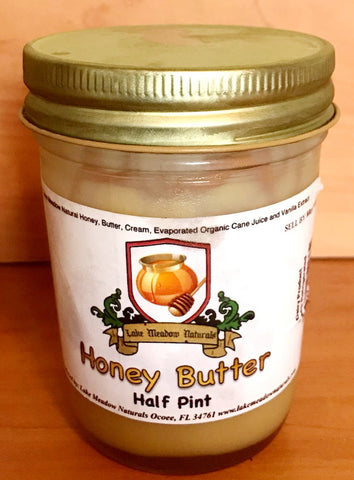 Natural Honey, Butter, Cream, Evaporated Organic Cane Juice and Vanilla Extract
SELL BY
Lake Meadow Naturals
Honey Butter
Half Pint
Lake Meadow Naturals Ocoee, FL 34761 www.lakemeadownaturals